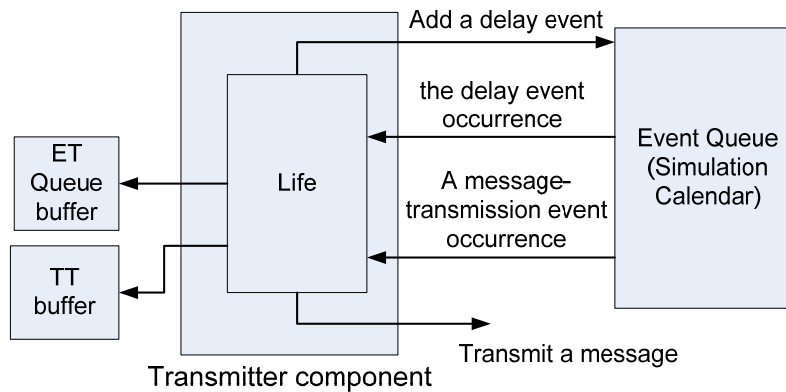 Add a delay event
the delay event
occurrence
A message-
transmission event
occurrence
Event Queue
(Simulation
Calendar)
Life
ET
Queue
buffer
TT
buffer
Transmit a message
Transmitter component